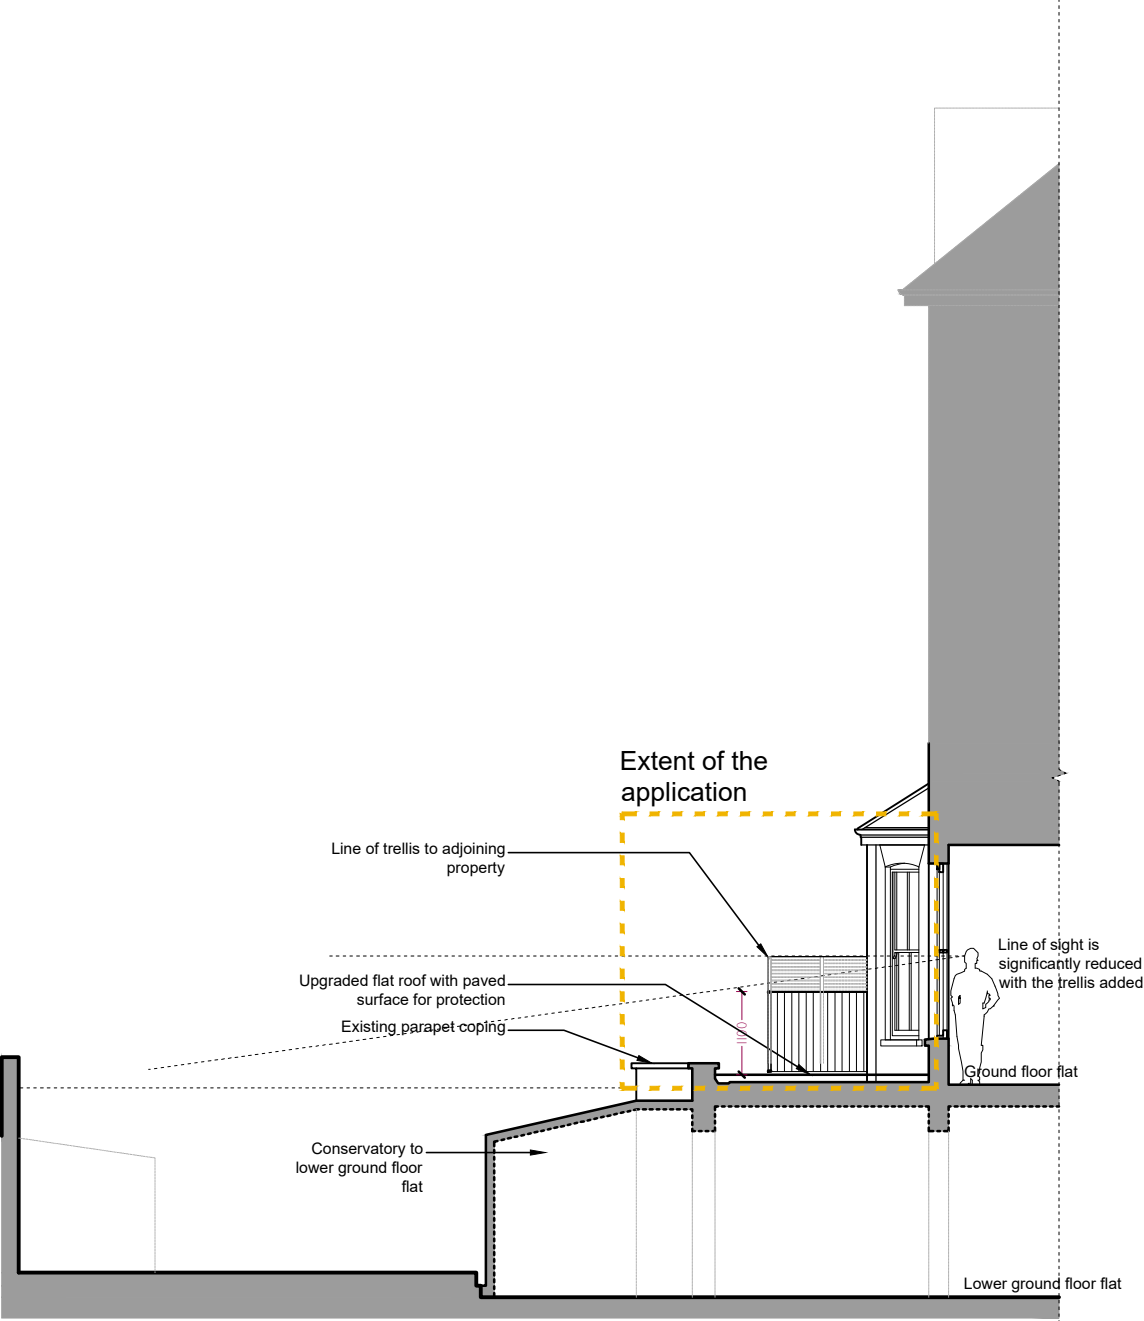 Extent of the
application
Line of trellis to adjoining
property
Line of sight is
significantly reduced
with the trellis added
Upgraded flat roof with paved
surface for protection
Existing parapet coping
1100
Ground floor flat
Conservatory to
lower ground floor
flat
Lower ground floor flat